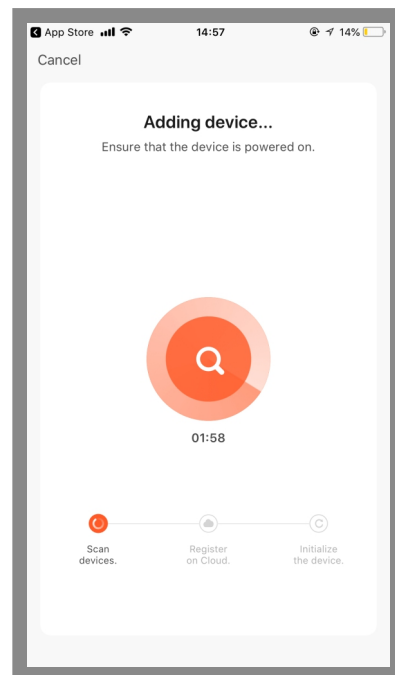 App Store
14:57
14%
Cancel
Adding device...
Ensure that the device is powered on.
01:58
Scan
devices.
Register
on Cloud.
Initialize
the device.